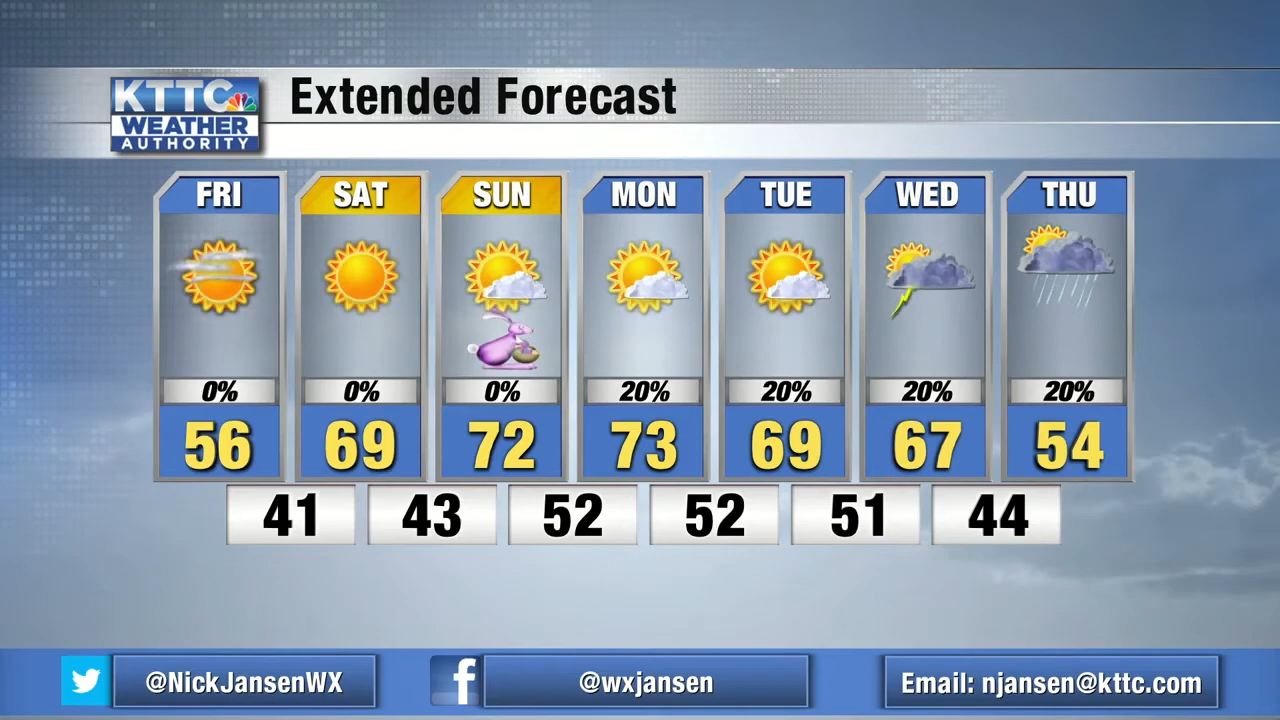 KTTC
WEATHER
AUTHORITY
Extended Forecast
FRI SAT SUN MON TUE WED THU
0% 0% 0% 20% 20% 20% 20%
56 69 72 73 69 67 54
41 43 52 52 51 44
@NickJansenWX @wxjansen Email: njansen@kttc.com